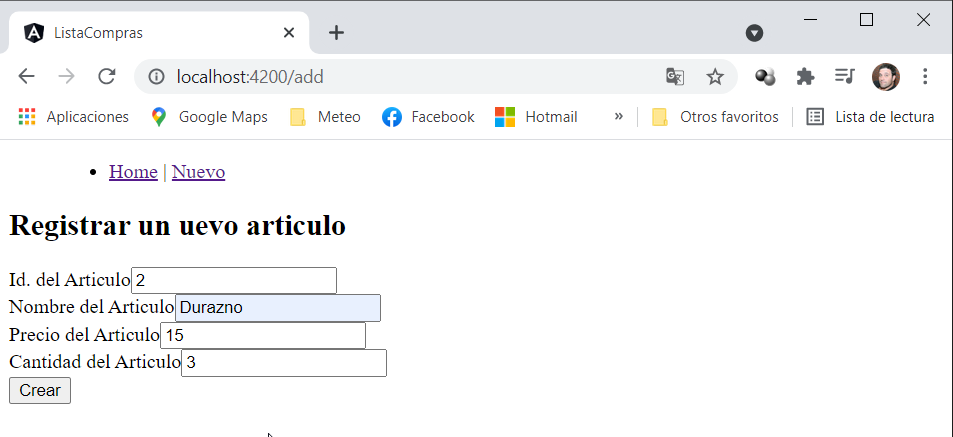 ListaCompras
localhost:4200/add
Aplicaciones Google Maps Meteo Facebook Hotmail » Otros favoritos Lista de lectura
Home | Nuevo
Registrar un uevo articulo
Id. del Articulo 2
Nombre del Articulo Durazno
Precio del Articulo 15
Cantidad del Articulo 3
Crear